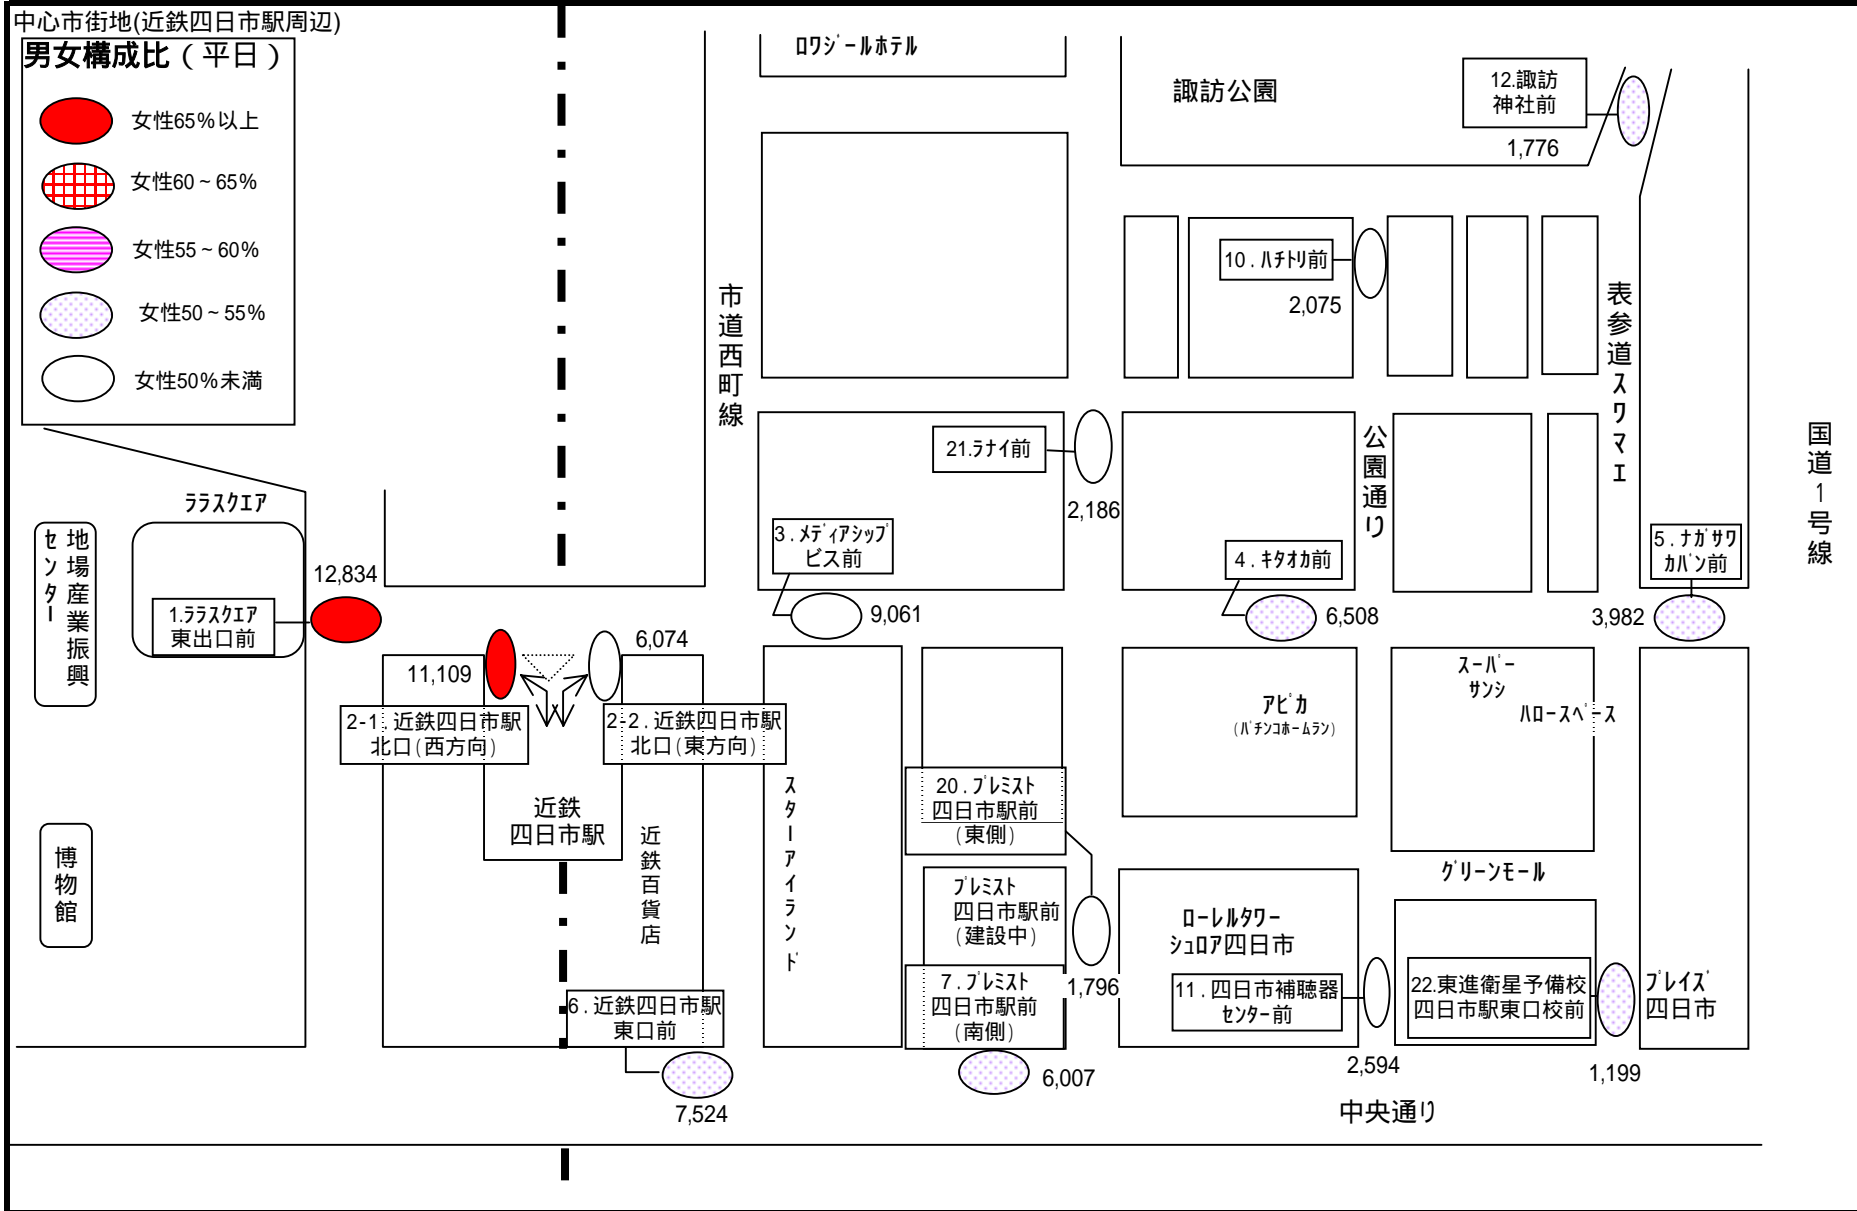 中心市街地(近鉄四日市駅周辺)
男女構成比（平日）
女性65%以上
女性60～65%
女性55～60%
女性50～55%
女性50%未満
ﾛﾜｼﾞｰﾙホテル
諏訪公園
12.諏訪
神社前
1,776
10．ﾊﾁﾄﾘ前
2,075
市道西町線
表参道スワマエ
公園通り
国道1号線
21.ﾗﾅｲ前
2,186
3．ﾒﾃﾞｨｱｼｯﾌﾟ
ビス前
9,061
4．ｷﾀｵｶ前
6,508
5．ﾅｶﾞｻﾜ
ｶﾊﾞﾝ前
3,982
ﾗﾗｽｸｴｱ
地場産業振興
センター
12,834
1.ﾗﾗｽｸｴｱ
東出口前
11,109
6,074
2-1．近鉄四日市駅
北口(西方向)
2-2．近鉄四日市駅
北口(東方向)
近鉄
四日市駅
近鉄百貨店
スターアイランド
博物館
ｱﾋﾟｶ
(ﾊﾟﾁﾝｺﾎｰﾑﾗﾝ)
ｽｰﾊﾟｰ
ｻﾝｼ
ﾊﾛｰｽﾍﾟｰｽ
20．ﾌﾟﾚﾐｽﾄ
四日市駅前
(東側)
ﾌﾟﾚﾐｽﾄ
四日市駅前
(建設中)
7．ﾌﾟﾚﾐｽﾄ
四日市駅前
(南側)
1,796
6,007
グリーンモール
ﾛｰﾚﾙﾀﾜｰ
ｼｭﾛｱ四日市
11．四日市補聴器
ｾﾝﾀｰ前
2,594
22.東進衛星予備校
四日市駅東口校前
1,199
ﾌﾟﾚｲｽﾞ
四日市
6．近鉄四日市駅
東口前
7,524
中央通り